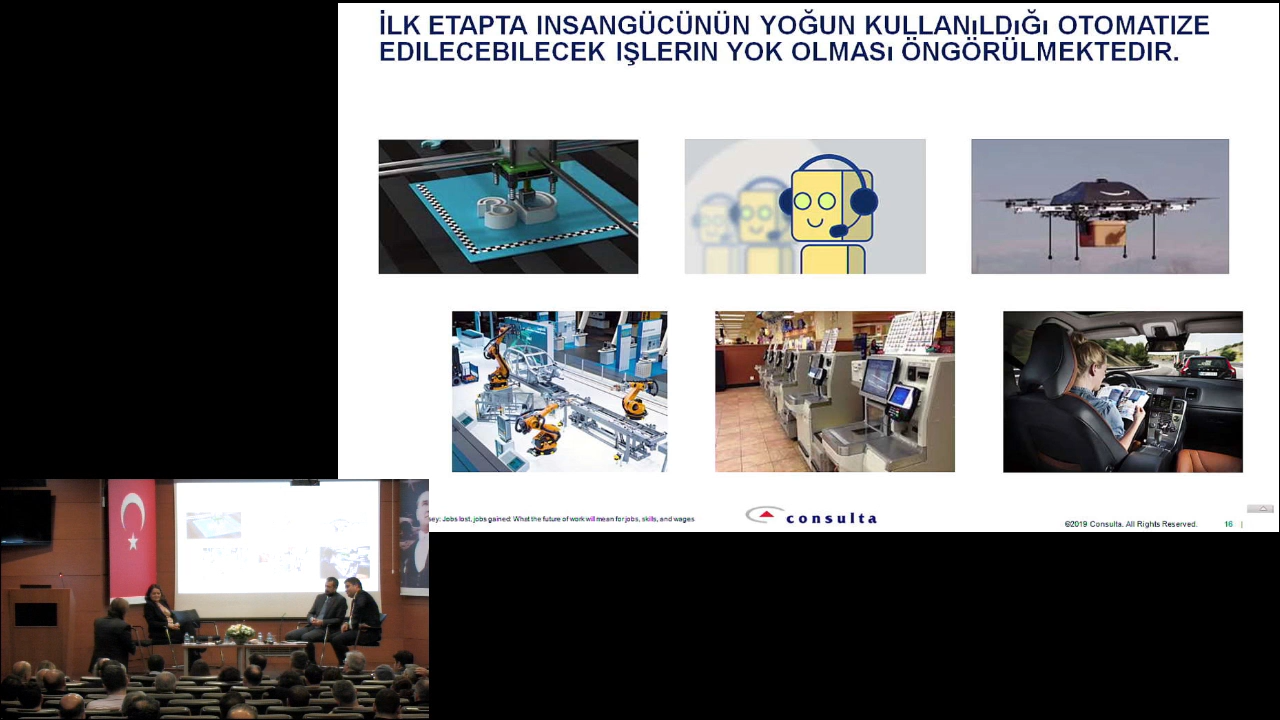 İLK ETAPTA INSANGÜCÜNÜN YOĞUN KULLANıLDıĞı OTOMATIZE
EDILECEBILECEK IŞLERIN YOK OLMASı ÖNGÖRÜLMEKTEDIR.
sey: Jobs lost, jobs gained: What the future of work will mean for jobs, skills, and wages
consulta
©2019 Consulta. All Rights Reserved. 16 |